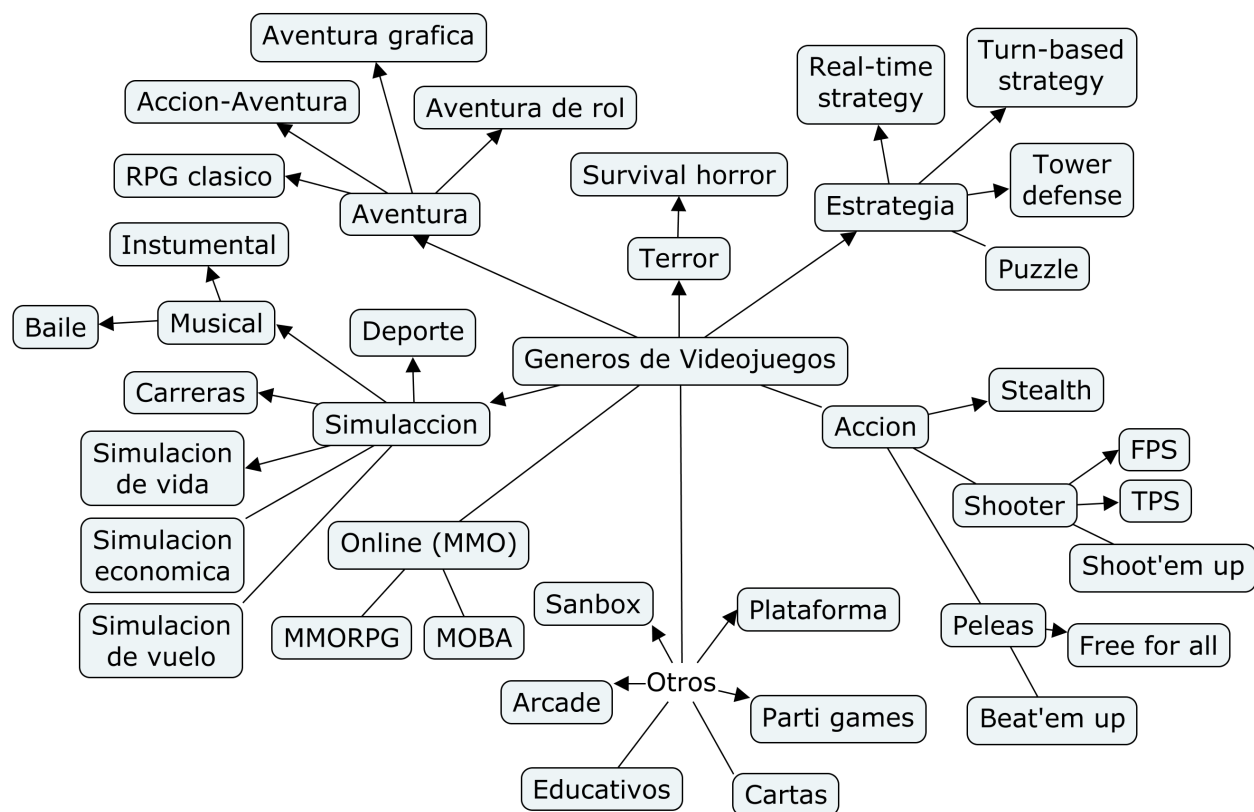 Aventura grafica
Turn-based
strategy
Real-time
strategy
Accion-Aventura
Aventura de rol
RPG clasico
Survival horror
Tower
defense
Aventura
Estrategia
Instumental
Terror
Puzzle
Baile
Musical
Deporte
Generos de Videojuegos
Carreras
Stealth
Simulaccion
Accion
Simulacion
de vida
FPS
Shooter
TPS
Simulacion
economica
Online (MMO)
Shoot'em up
Sanbox
Plataforma
Simulacion
de vuelo
MMORPG
MOBA
Peleas
Free for all
Otros
Arcade
Parti games
Beat'em up
Educativos
Cartas